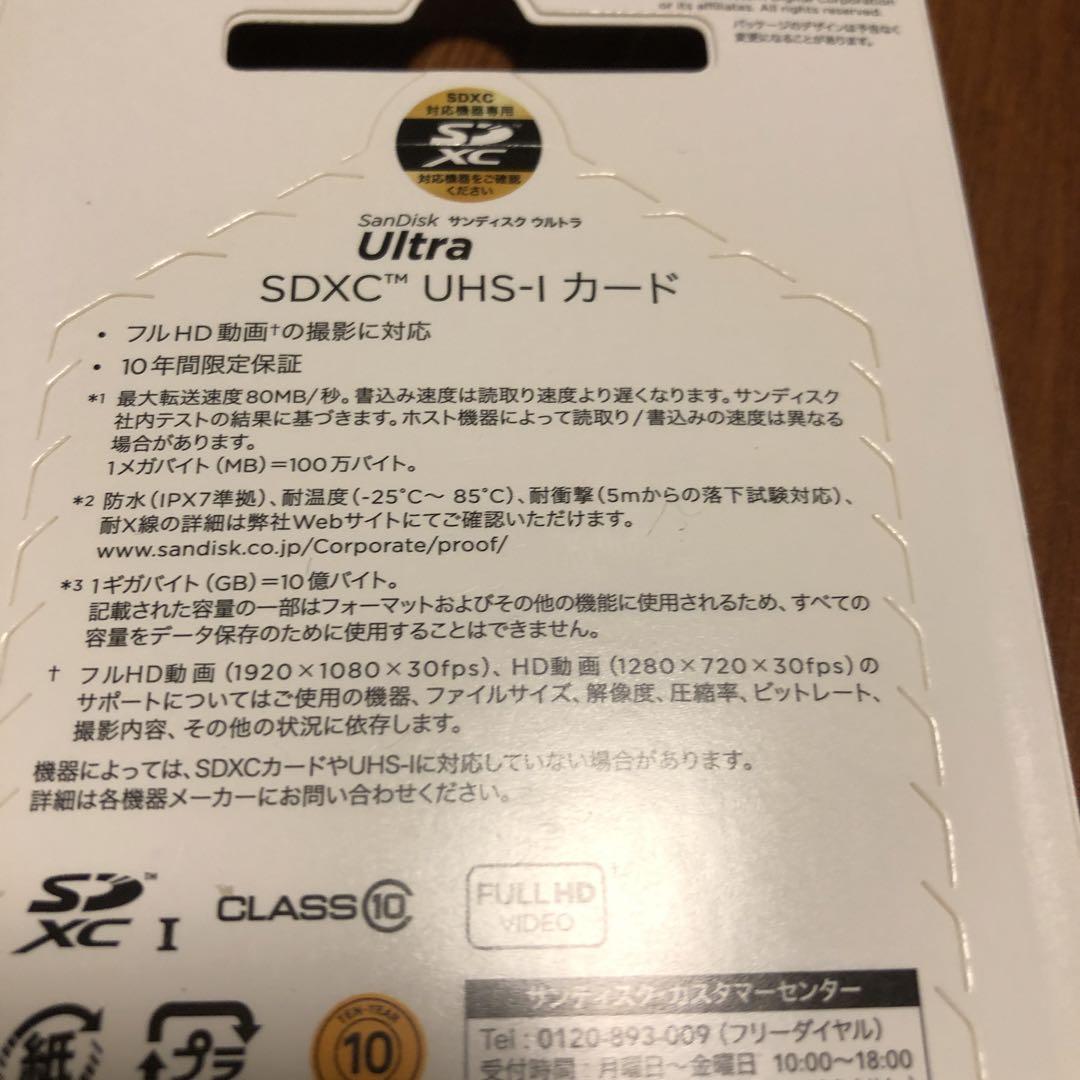 or its affiliates. All rights reserved.
パッケージのデザインは予告なく
変更になることがあります。
SDXC
対応機器専用
SD
XC
対応機器をご確認
ください
SanDisk サンディスク ウルトラ
Ultra
SDXC™ UHS-I カード
• フルHD動画†の撮影に対応
• 10年間限定保証
*1 最大転送速度80MB/秒。書込み速度は読取り速度より遅くなります。サンディスク
社内テストの結果に基づきます。ホスト機器によって読取り/書込みの速度は異なる
場合があります。
1メガバイト(MB)=100万バイト。
*2 防水(IPX7準拠)、耐温度(-25°C〜 85°C)、耐衝撃(5mからの落下試験対応)、
耐X線の詳細は弊社Webサイトにてご確認いただけます。
www.sandisk.co.jp/Corporate/proof/
*3 1ギガバイト(GB)=10億バイト。
記載された容量の一部はフォーマットおよびその他の機能に使用されるため、すべての
容量をデータ保存のために使用することはできません。
† フルHD動画(1920×1080×30fps)、HD動画(1280×720×30fps)の
サポートについてはご使用の機器、ファイルサイズ、解像度、圧縮率、ビットレート、
撮影内容、その他の状況に依存します。
機器によっては、SDXCカードやUHS-Iに対応していない場合があります。
詳細は各機器メーカーにお問い合わせください。
SD™
XC I
CLASS10
FULL HD
VIDEO
サンディスク・カスタマーセンター
Tel : 0120-893-009(フリーダイヤル)
受付時間 : 月曜日〜金曜日 10:00〜18:00
紙
プラ
TEN-YEAR
10